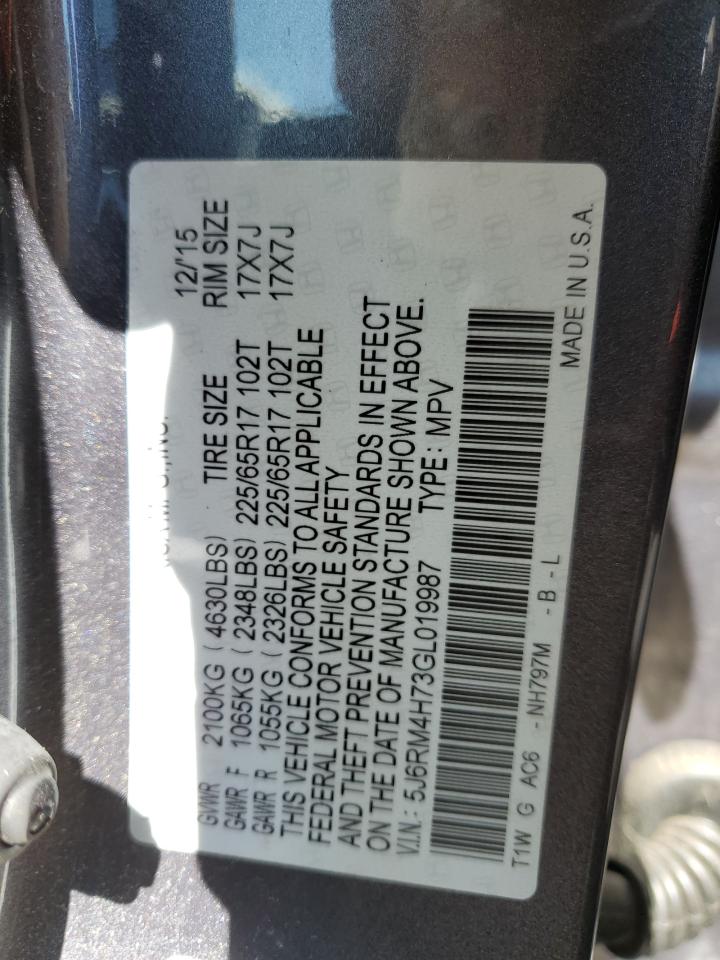 12/'15
GVWR 2100KG (4630LBS) TIRE SIZE RIM SIZE
GAWR F 1065KG (2348LBS) 225/65R17 102T 17X7J
GAWR R 1055KG (2326LBS) 225/65R17 102T 17X7J
THIS VEHICLE CONFORMS TO ALL APPLICABLE
FEDERAL MOTOR VEHICLE SAFETY
AND THEFT PREVENTION STANDARDS IN EFFECT
ON THE DATE OF MANUFACTURE SHOWN ABOVE.
V.I.N.: 5J6RM4H73GL019987 TYPE: MPV
T1W G AC6 - NH797M - B - L
MADE IN U.S.A.